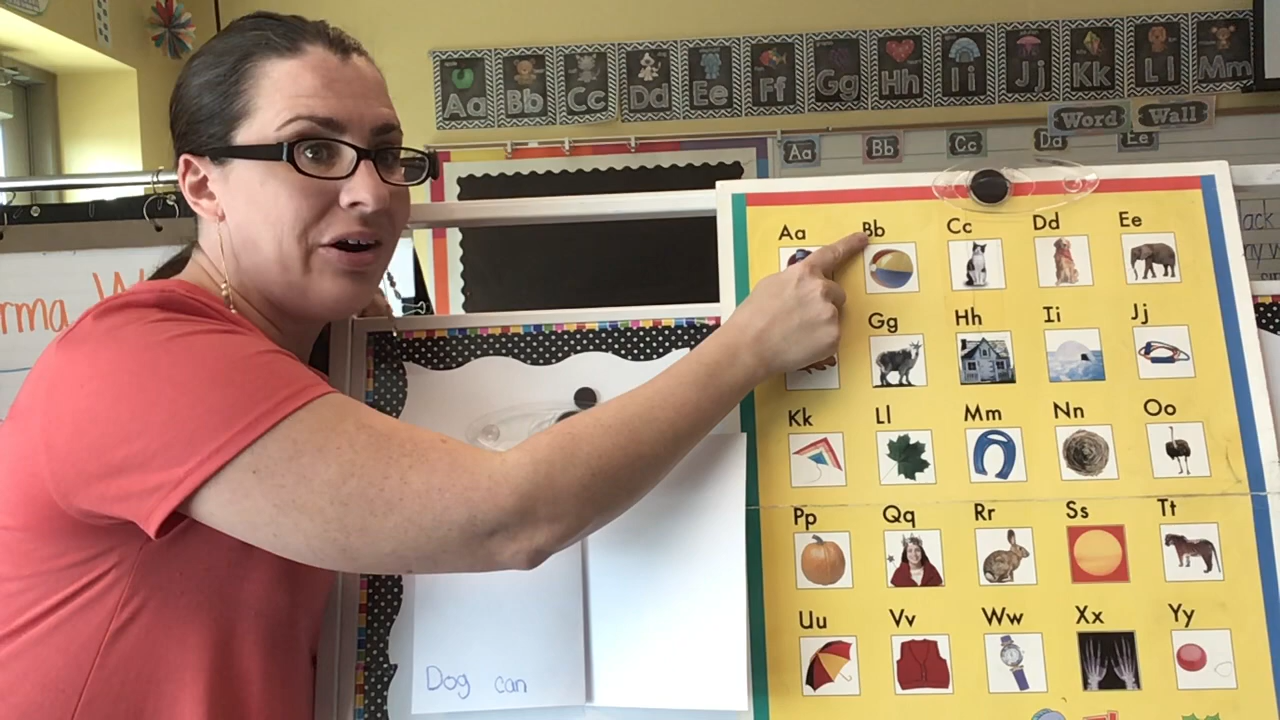 Aa Bb Cc Dd Ee Ff Gg Hh Ii Jj Kk Ll Mm
Word Wall
Aa Bb Cc Dd Ee
Aa Bb Cc Dd Ee
Gg Hh Ii Jj
Kk Ll Mm Nn Oo
Pp Qq Rr Ss Tt
Uu Vv Ww Xx Yy
rma W
Dog can